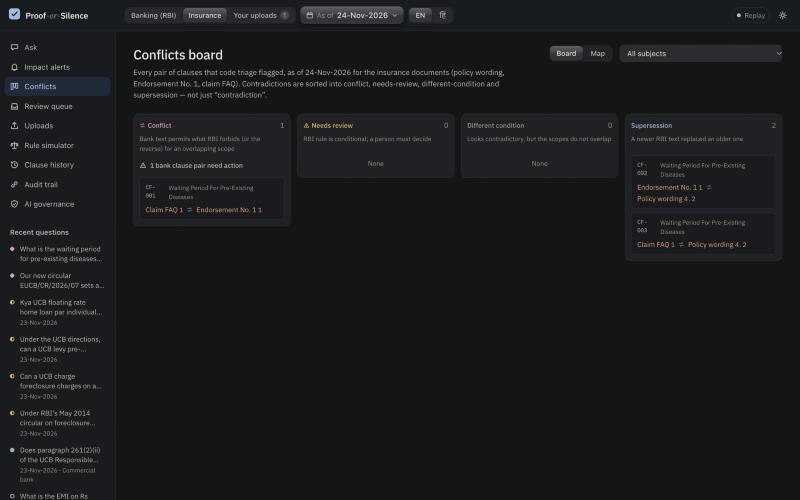 Proof-or-Silence
Banking (RBI) Insurance Your uploads 1 As of 24-Nov-2026 EN हि Replay
Ask
Impact alerts
Conflicts
Review queue
Uploads
Rule simulator
Clause history
Audit trail
AI governance
Recent questions
What is the waiting period
for pre-existing diseases...
Our new circular
EUCB/CR/2026/07 sets a...
Kya UCB floating rate
home loan par individual...
23-Nov-2026
Under the UCB directions,
can a UCB levy pre-...
23-Nov-2026
Can a UCB charge
foreclosure charges on a...
23-Nov-2026
Under RBI's May 2014
circular on foreclosure...
23-Nov-2026
Does paragraph 261(2)(ii)
of the UCB Responsible...
23-Nov-2026 · Commercial
bank
What is the EMI on Rs
Conflicts board
Board Map All subjects
Every pair of clauses that code triage flagged, as of 24-Nov-2026 for the insurance documents (policy wording,
Endorsement No. 1, claim FAQ). Contradictions are sorted into conflict, needs-review, different-condition and
supersession — not just “contradiction”.
Conflict 1
Bank text permits what RBI forbids (or the
reverse) for an overlapping scope
1 bank clause pair need action
CF-
001
Waiting Period For Pre-Existing
Diseases
Claim FAQ 1 ⇄ Endorsement No. 1 1
Needs review 0
RBI rule is conditional; a person must decide
None
Different condition 0
Looks contradictory, but the scopes do not overlap
None
Supersession 2
A newer RBI text replaced an older one
CF-
002
Waiting Period For Pre-Existing
Diseases
Endorsement No. 1 1 ⇄
Policy wording 4.2
CF-
003
Waiting Period For Pre-Existing
Diseases
Claim FAQ 1 ⇄ Policy wording 4.2